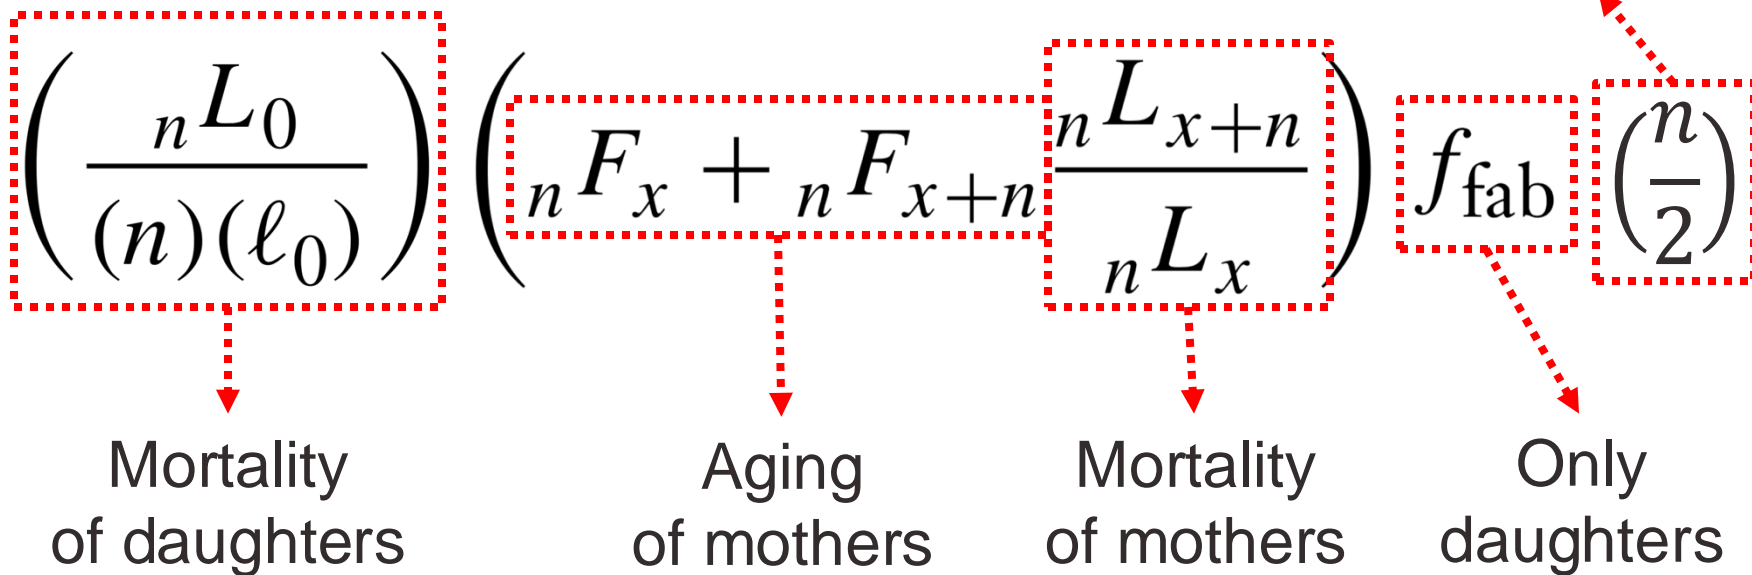 ( nL0 / (n)(ℓ0) ) ( nFx + nFx+n nLx+n / nLx ) ffab (n/2)
Mortality of daughters
Aging of mothers
Mortality of mothers
Only daughters